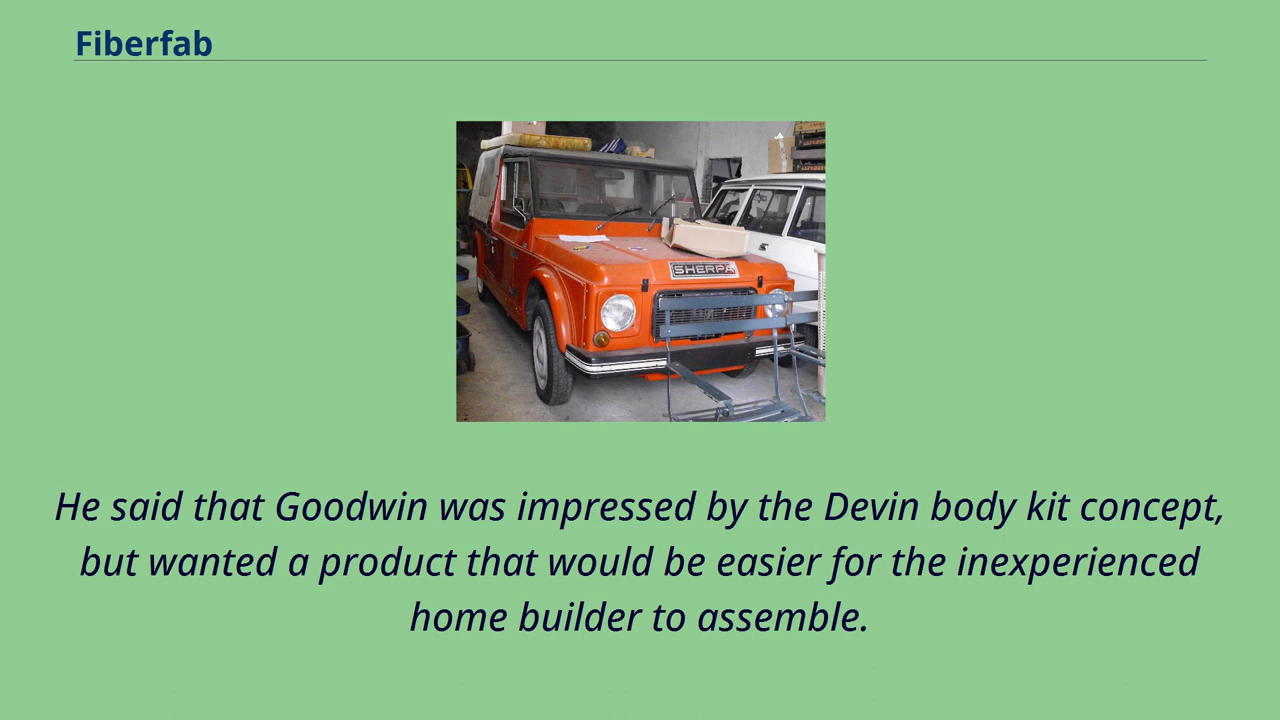 Fiberfab
SHERPA
He said that Goodwin was impressed by the Devin body kit concept,
but wanted a product that would be easier for the inexperienced
home builder to assemble.